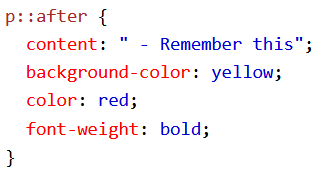 p::after {
  content: " - Remember this";
  background-color: yellow;
  color: red;
  font-weight: bold;
}